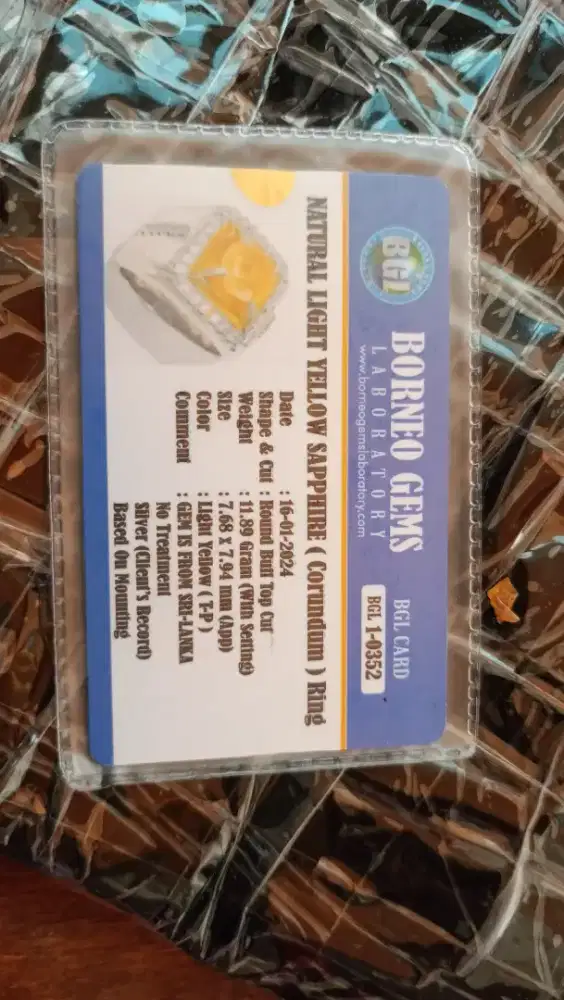 BGL
BORNEO GEMS
LABORATORY
www.borneogemslaboratory.com
BGL CARD
BGL 1-0352
NATURAL LIGHT YELLOW SAPPHIRE ( Corundum ) Ring
Date : 16-01-2024
Shape & Cut : Round Buff Top Cut
Weight : 11.89 Gram (With Setting)
Size : 7.68 x 7.94 mm (App)
Color : Light Yellow ( T-P )
Comment : GEM IS FROM SRI-LANKA
No Treatment
Silver (Client's Record)
Based On Mounting